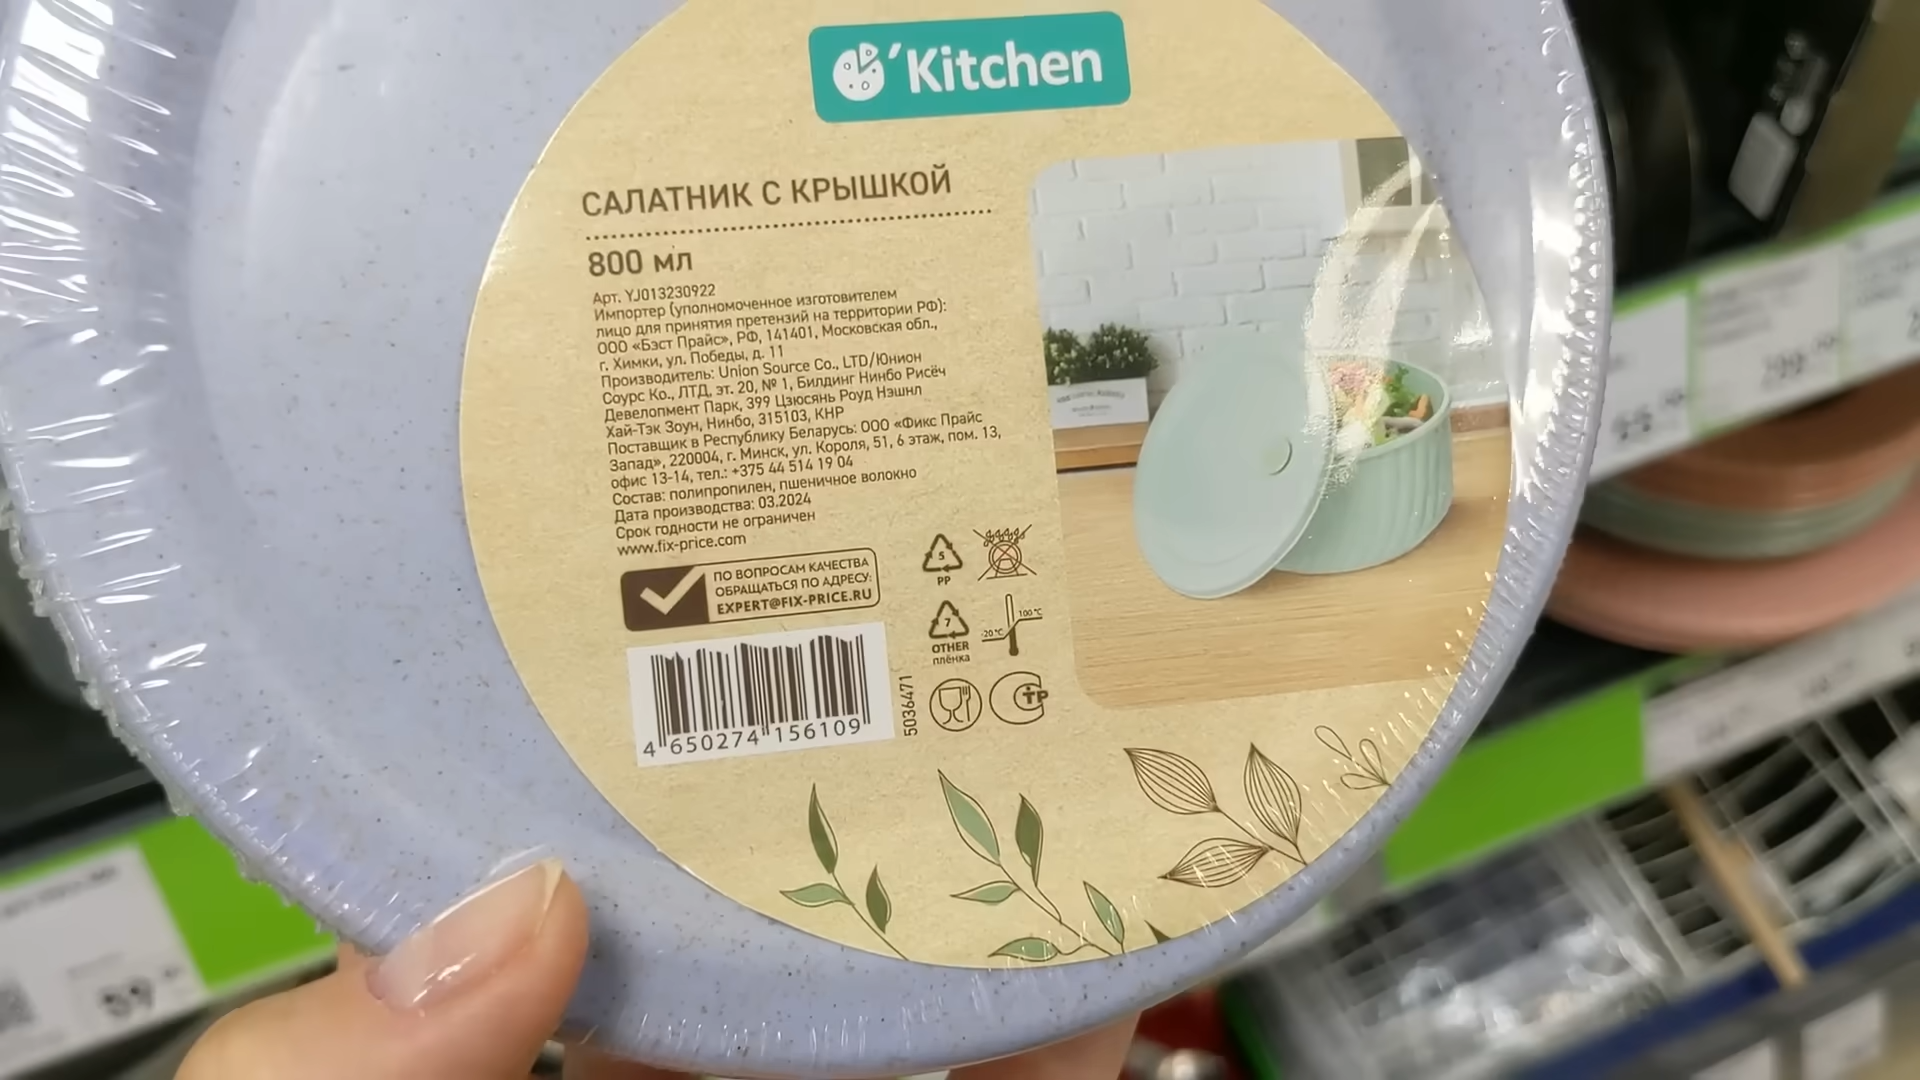 'Kitchen
САЛАТНИК С КРЫШКОЙ
800 мл
Арт. YJ013230922
Импортер (уполномоченное изготовителем
лицо для принятия претензий на территории РФ):
ООО «Бэст Прайс», РФ, 141401, Московская обл.,
г. Химки, ул. Победы, д. 11
Производитель: Union Source Co., LTD/Юнион
Соурс Ко., ЛТД, эт. 20, № 1, Билдинг Нинбо Рисёч
Девелопмент Парк, 399 Цзюсянь Роуд Нэшнл
Хай-Тэк Зоун, Нинбо, 315103, КНР
Поставщик в Республику Беларусь: ООО «Фикс Прайс
Запад», 220004, г. Минск, ул. Короля, 51, 6 этаж, пом. 13,
офис 13-14, тел.: +375 44 514 19 04
Состав: полипропилен, пшеничное волокно
Дата производства: 03.2024
Срок годности не ограничен
www.fix-price.com
ПО ВОПРОСАМ КАЧЕСТВА
ОБРАЩАТЬСЯ ПО АДРЕСУ:
EXPERT@FIX-PRICE.RU
5
PP
7
OTHER
плёнка
100 °C
-20 °C
5036471
4 650274 156109